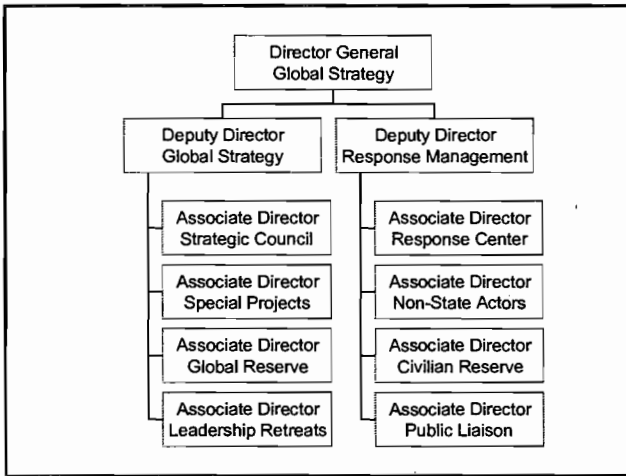 Director General
Global Strategy
Deputy Director
Global Strategy
Deputy Director
Response Management
Associate Director
Strategic Council
Associate Director
Special Projects
Associate Director
Global Reserve
Associate Director
Leadership Retreats
Associate Director
Response Center
Associate Director
Non-State Actors
Associate Director
Civilian Reserve
Associate Director
Public Liaison